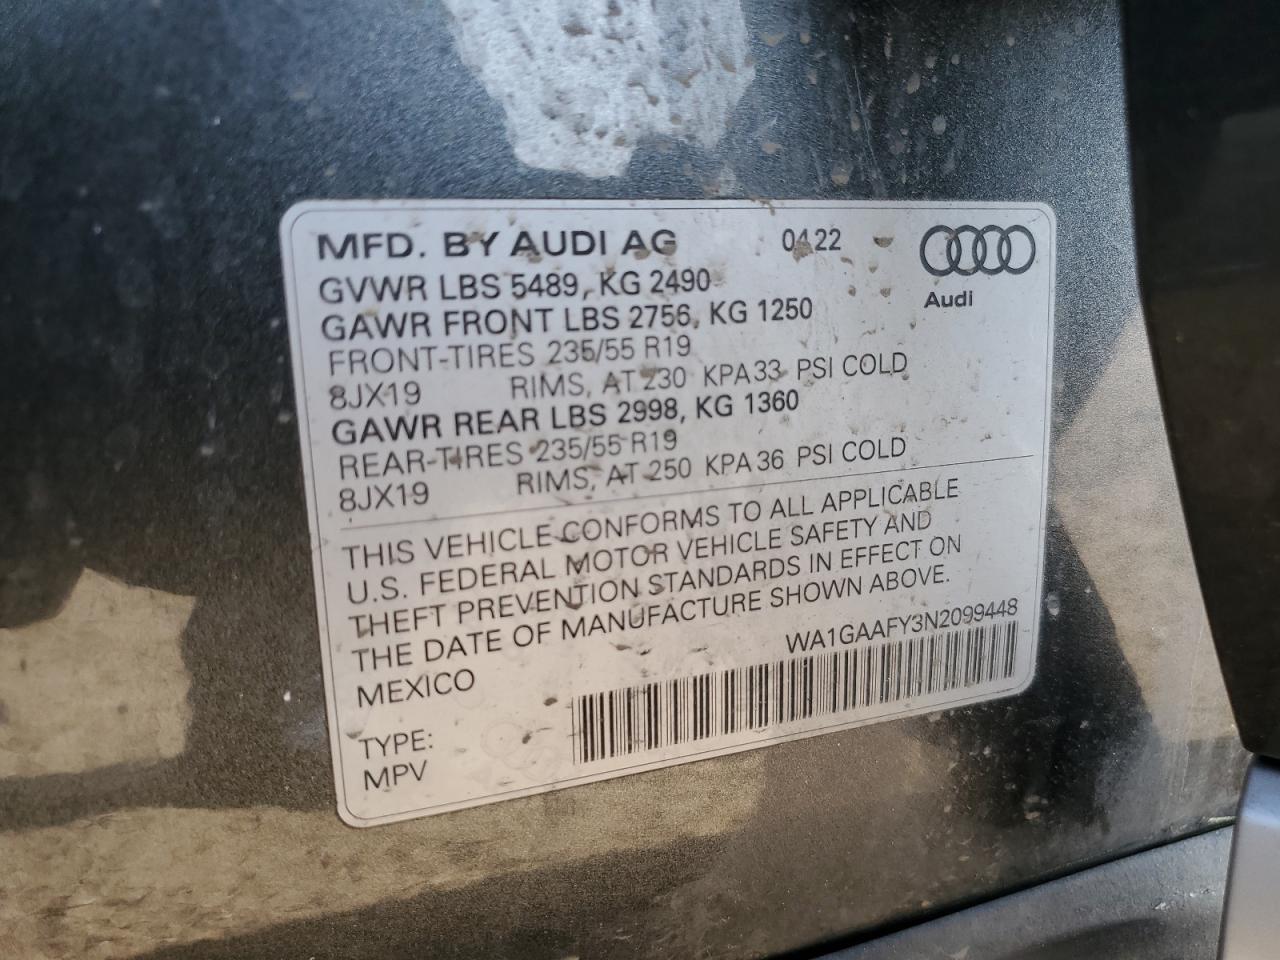 MFD. BY AUDI AG 04.22
Audi
GVWR LBS 5489, KG 2490
GAWR FRONT LBS 2756, KG 1250
FRONT-TIRES 235/55 R19
8JX19 RIMS, AT 230 KPA33 PSI COLD
GAWR REAR LBS 2998, KG 1360
REAR-TIRES 235/55 R19
8JX19 RIMS, AT 250 KPA36 PSI COLD
THIS VEHICLE CONFORMS TO ALL APPLICABLE
U.S. FEDERAL MOTOR VEHICLE SAFETY AND
THEFT PREVENTION STANDARDS IN EFFECT ON
THE DATE OF MANUFACTURE SHOWN ABOVE.
MEXICO WA1GAAFY3N2099448
TYPE:
MPV